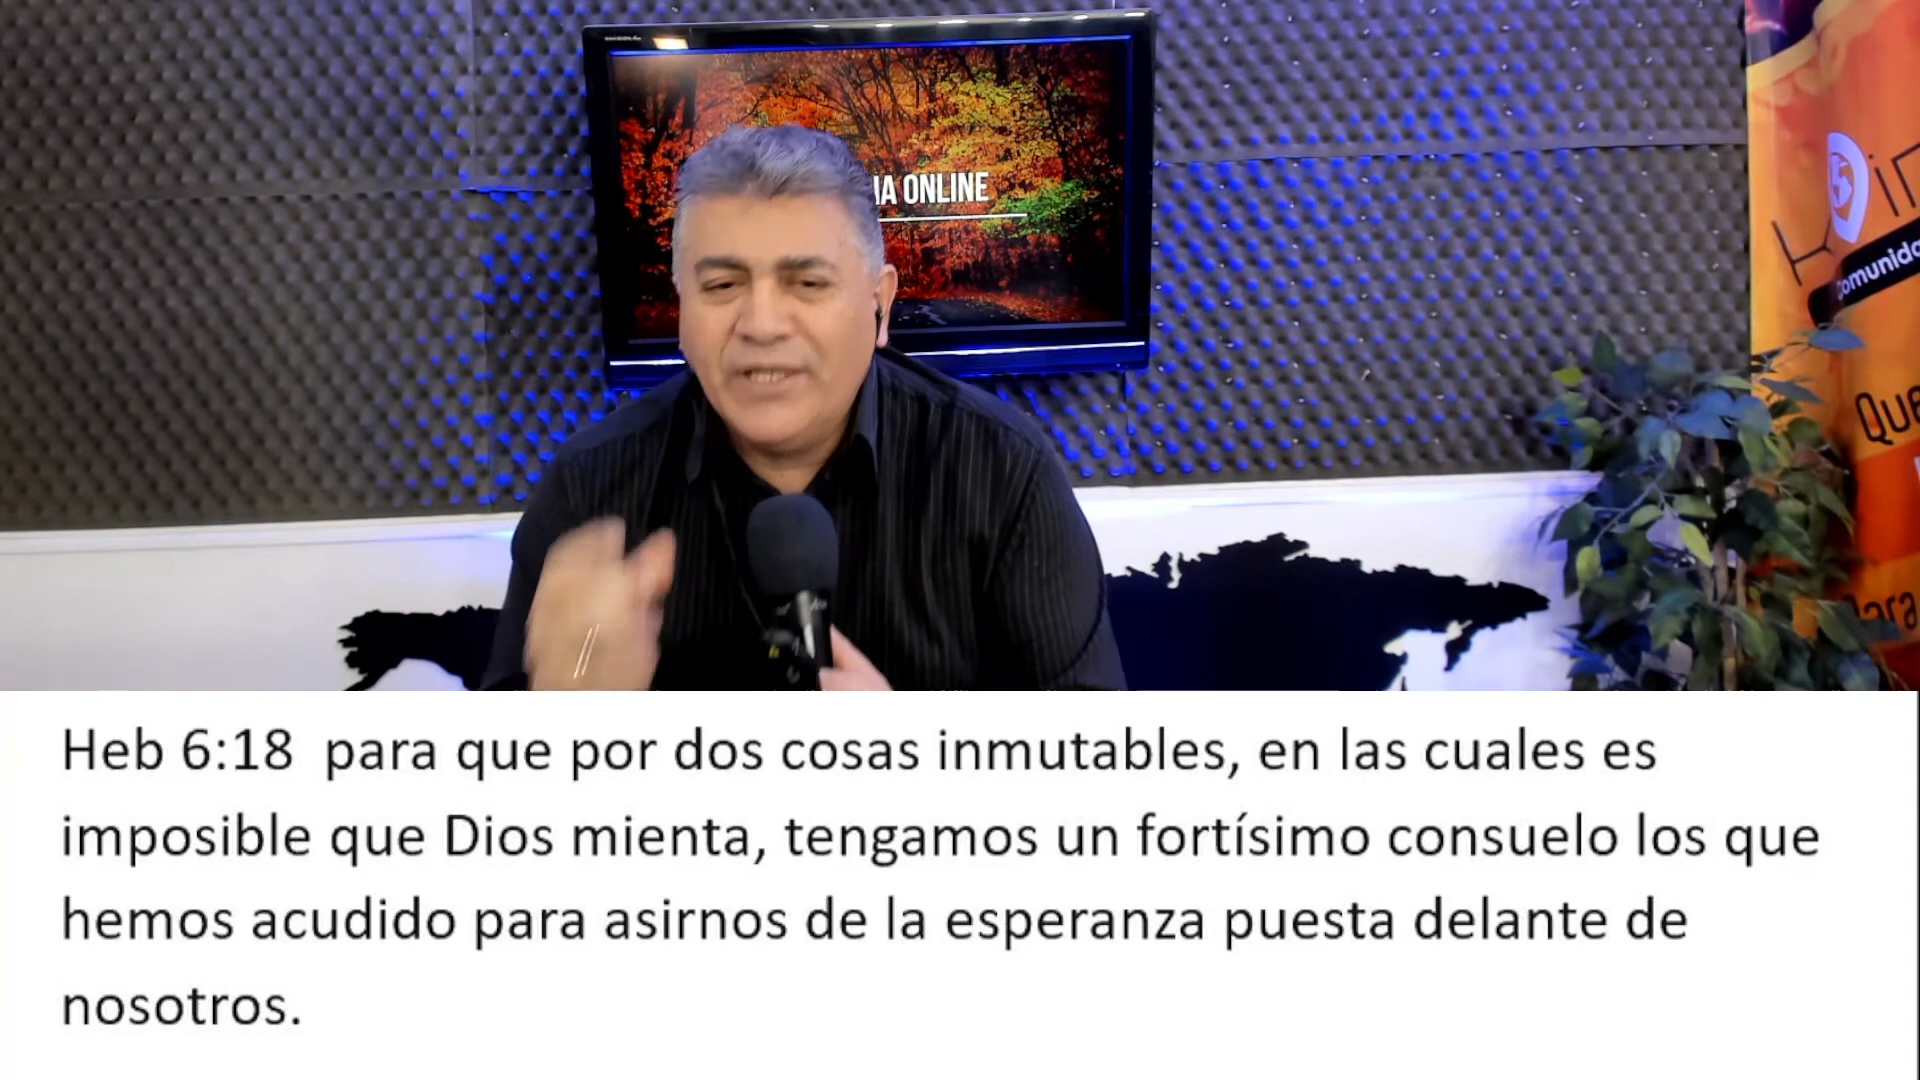 IA ONLINE
comunida
Que
Heb 6:18  para que por dos cosas inmutables, en las cuales es
imposible que Dios mienta, tengamos un fortísimo consuelo los que
hemos acudido para asirnos de la esperanza puesta delante de
nosotros.